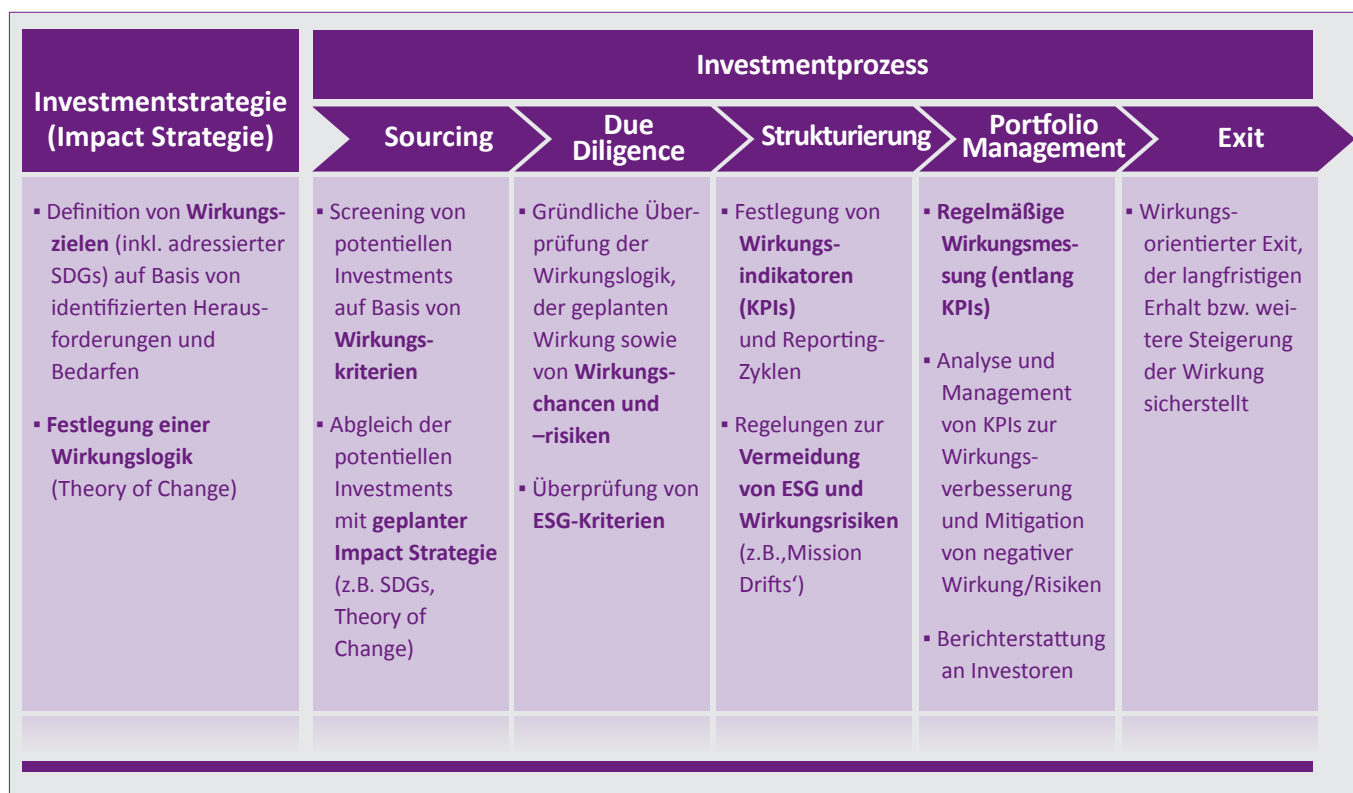 Investmentstrategie
(Impact Strategie)
Investmentprozess
Sourcing
Due
Diligence
Strukturierung
Portfolio
Management
Exit
▪ Definition von Wirkungs-
zielen (inkl. adressierter
SDGs) auf Basis von
identifizierten Heraus-
forderungen und
Bedarfen
▪ Festlegung einer
Wirkungslogik
(Theory of Change)
▪ Screening von
potentiellen
Investments
auf Basis von
Wirkungs-
kriterien
▪ Abgleich der
potentiellen
Investments
mit geplanter
Impact Strategie
(z.B. SDGs,
Theory of
Change)
▪ Gründliche Über-
prüfung der
Wirkungslogik,
der geplanten
Wirkung sowie
von Wirkungs-
chancen und
–risiken
▪ Überprüfung von
ESG-Kriterien
▪ Festlegung von
Wirkungs-
indikatoren
(KPIs)
und Reporting-
Zyklen
▪ Regelungen zur
Vermeidung
von ESG und
Wirkungsrisiken
(z.B.‚Mission
Drifts‘)
▪ Regelmäßige
Wirkungsmes-
sung (entlang
KPIs)
▪ Analyse und
Management
von KPIs zur
Wirkungs-
verbesserung
und Mitigation
von negativer
Wirkung/Risiken
▪ Berichterstattung
an Investoren
▪ Wirkungs-
orientierter Exit,
der langfristigen
Erhalt bzw. wei-
tere Steigerung
der Wirkung
sicherstellt